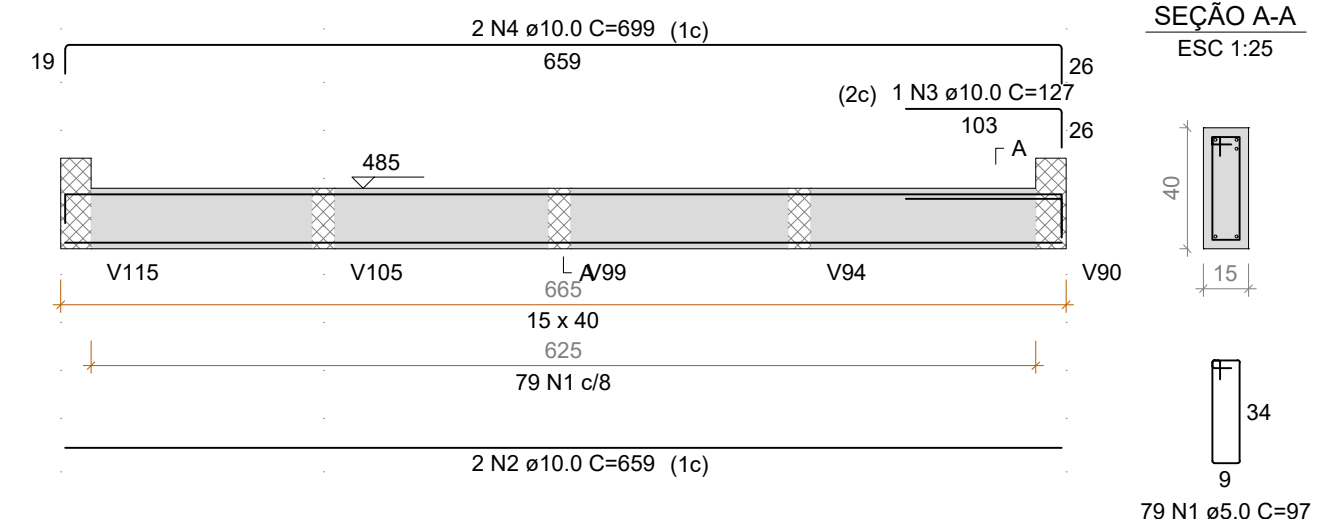 2 N4 ø10.0 C=699 (1c)
19
659
26
(2c) 1 N3 ø10.0 C=127
103
26
A
485
V115
V105
A
V99
V94
V90
665
15 x 40
625
79 N1 c/8
2 N2 ø10.0 C=659 (1c)
SEÇÃO A-A
ESC 1:25
40
15
34
9
79 N1 ø5.0 C=97